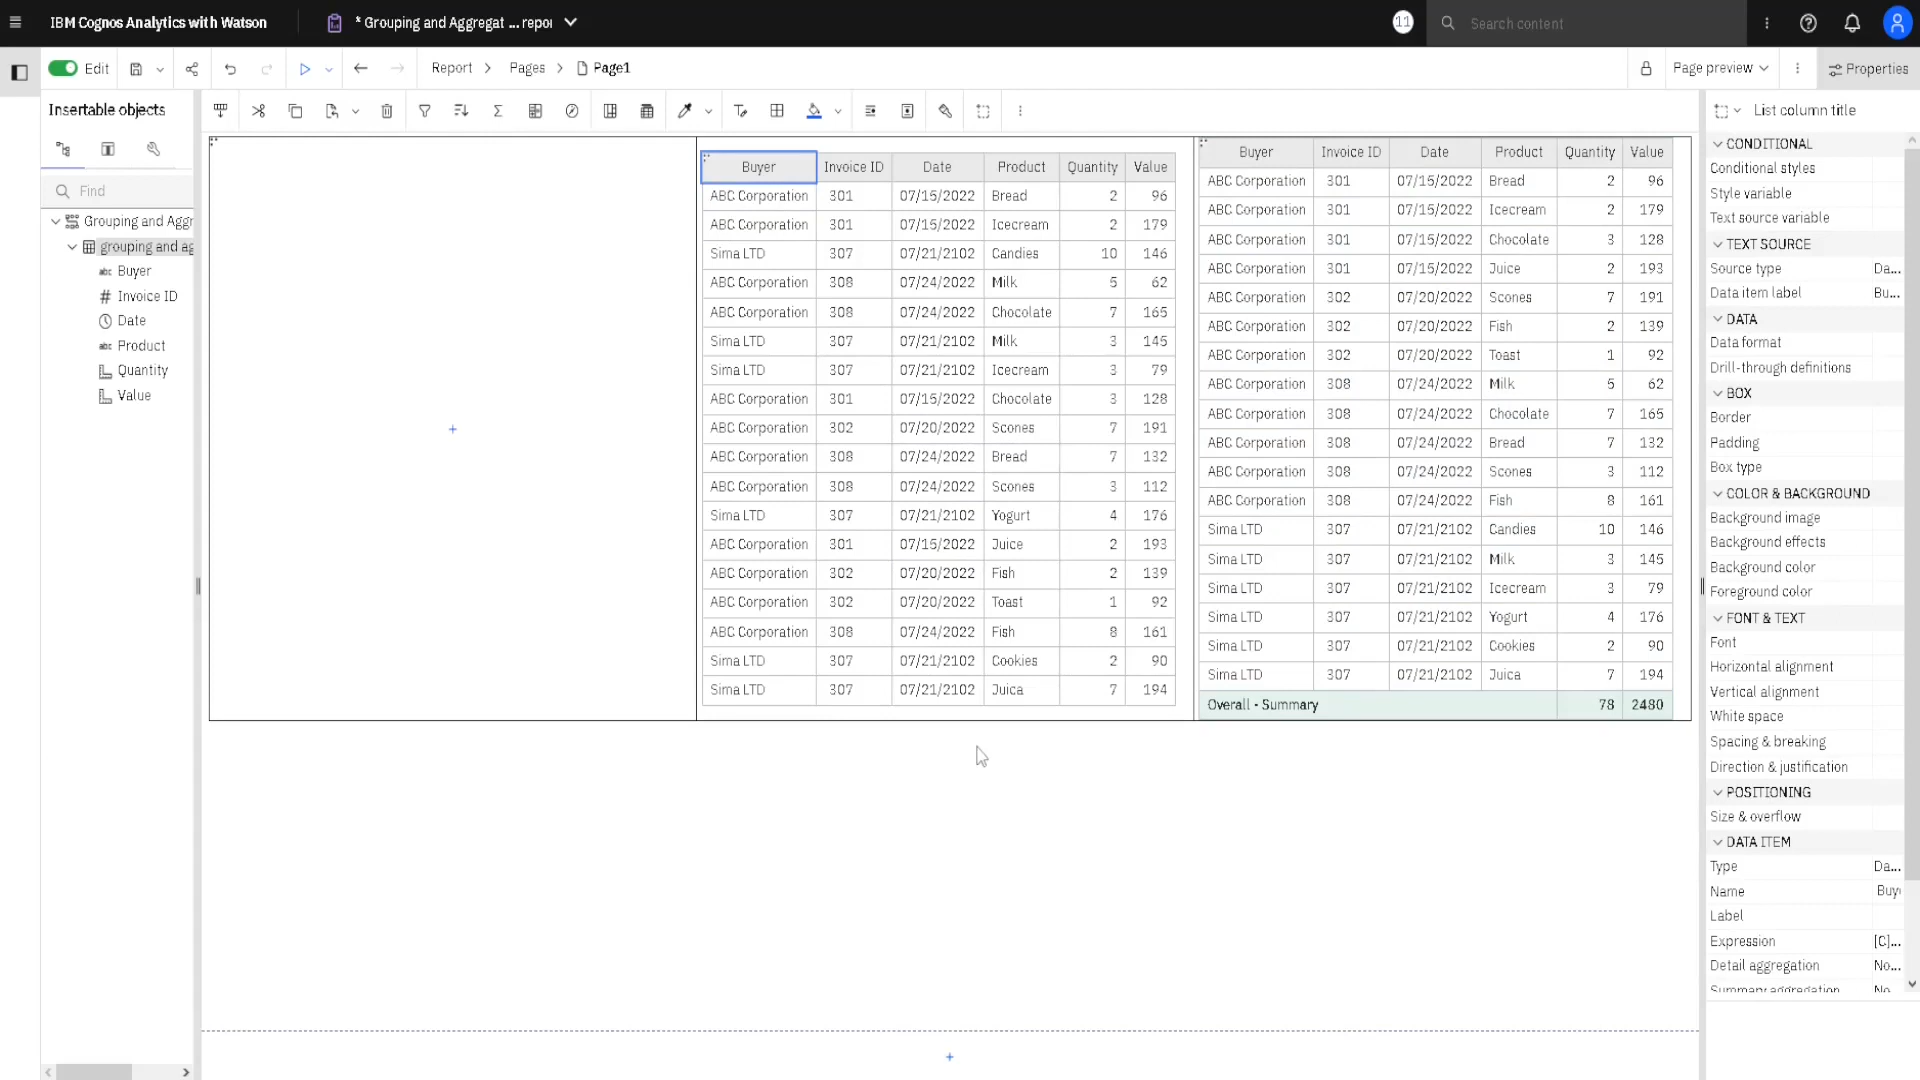 IBM Cognos Analytics with Watson
* Grouping and Aggregat ... repor
11
Search content
Edit
Report
Pages
Page1
Page preview
Properties
Insertable objects
Find
Grouping and Aggr
grouping and ag
abc Buyer
# Invoice ID
Date
abc Product
Quantity
Value
Buyer Invoice ID Date Product Quantity Value
ABC Corporation 301 07/15/2022 Bread 2 96
ABC Corporation 301 07/15/2022 Icecream 2 179
Sima LTD 307 07/21/2102 Candies 10 146
ABC Corporation 308 07/24/2022 Milk 5 62
ABC Corporation 308 07/24/2022 Chocolate 7 165
Sima LTD 307 07/21/2102 Milk 3 145
Sima LTD 307 07/21/2102 Icecream 3 79
ABC Corporation 301 07/15/2022 Chocolate 3 128
ABC Corporation 302 07/20/2022 Scones 7 191
ABC Corporation 308 07/24/2022 Bread 7 132
ABC Corporation 308 07/24/2022 Scones 3 112
Sima LTD 307 07/21/2102 Yogurt 4 176
ABC Corporation 301 07/15/2022 Juice 2 193
ABC Corporation 302 07/20/2022 Fish 2 139
ABC Corporation 302 07/20/2022 Toast 1 92
ABC Corporation 308 07/24/2022 Fish 8 161
Sima LTD 307 07/21/2102 Cookies 2 90
Sima LTD 307 07/21/2102 Juica 7 194
Buyer Invoice ID Date Product Quantity Value
ABC Corporation 301 07/15/2022 Bread 2 96
ABC Corporation 301 07/15/2022 Icecream 2 179
ABC Corporation 301 07/15/2022 Chocolate 3 128
ABC Corporation 301 07/15/2022 Juice 2 193
ABC Corporation 302 07/20/2022 Scones 7 191
ABC Corporation 302 07/20/2022 Fish 2 139
ABC Corporation 302 07/20/2022 Toast 1 92
ABC Corporation 308 07/24/2022 Milk 5 62
ABC Corporation 308 07/24/2022 Chocolate 7 165
ABC Corporation 308 07/24/2022 Bread 7 132
ABC Corporation 308 07/24/2022 Scones 3 112
ABC Corporation 308 07/24/2022 Fish 8 161
Sima LTD 307 07/21/2102 Candies 10 146
Sima LTD 307 07/21/2102 Milk 3 145
Sima LTD 307 07/21/2102 Icecream 3 79
Sima LTD 307 07/21/2102 Yogurt 4 176
Sima LTD 307 07/21/2102 Cookies 2 90
Sima LTD 307 07/21/2102 Juica 7 194
Overall - Summary 78 2480
List column title
CONDITIONAL
Conditional styles
Style variable
Text source variable
TEXT SOURCE
Source type Da...
Data item label Bu...
DATA
Data format
Drill-through definitions
BOX
Border
Padding
Box type
COLOR & BACKGROUND
Background image
Background effects
Background color
Foreground color
FONT & TEXT
Font
Horizontal alignment
Vertical alignment
White space
Spacing & breaking
Direction & justification
POSITIONING
Size & overflow
DATA ITEM
Type Da...
Name Buy
Label
Expression [C]...
Detail aggregation No...
Summary aggregation No